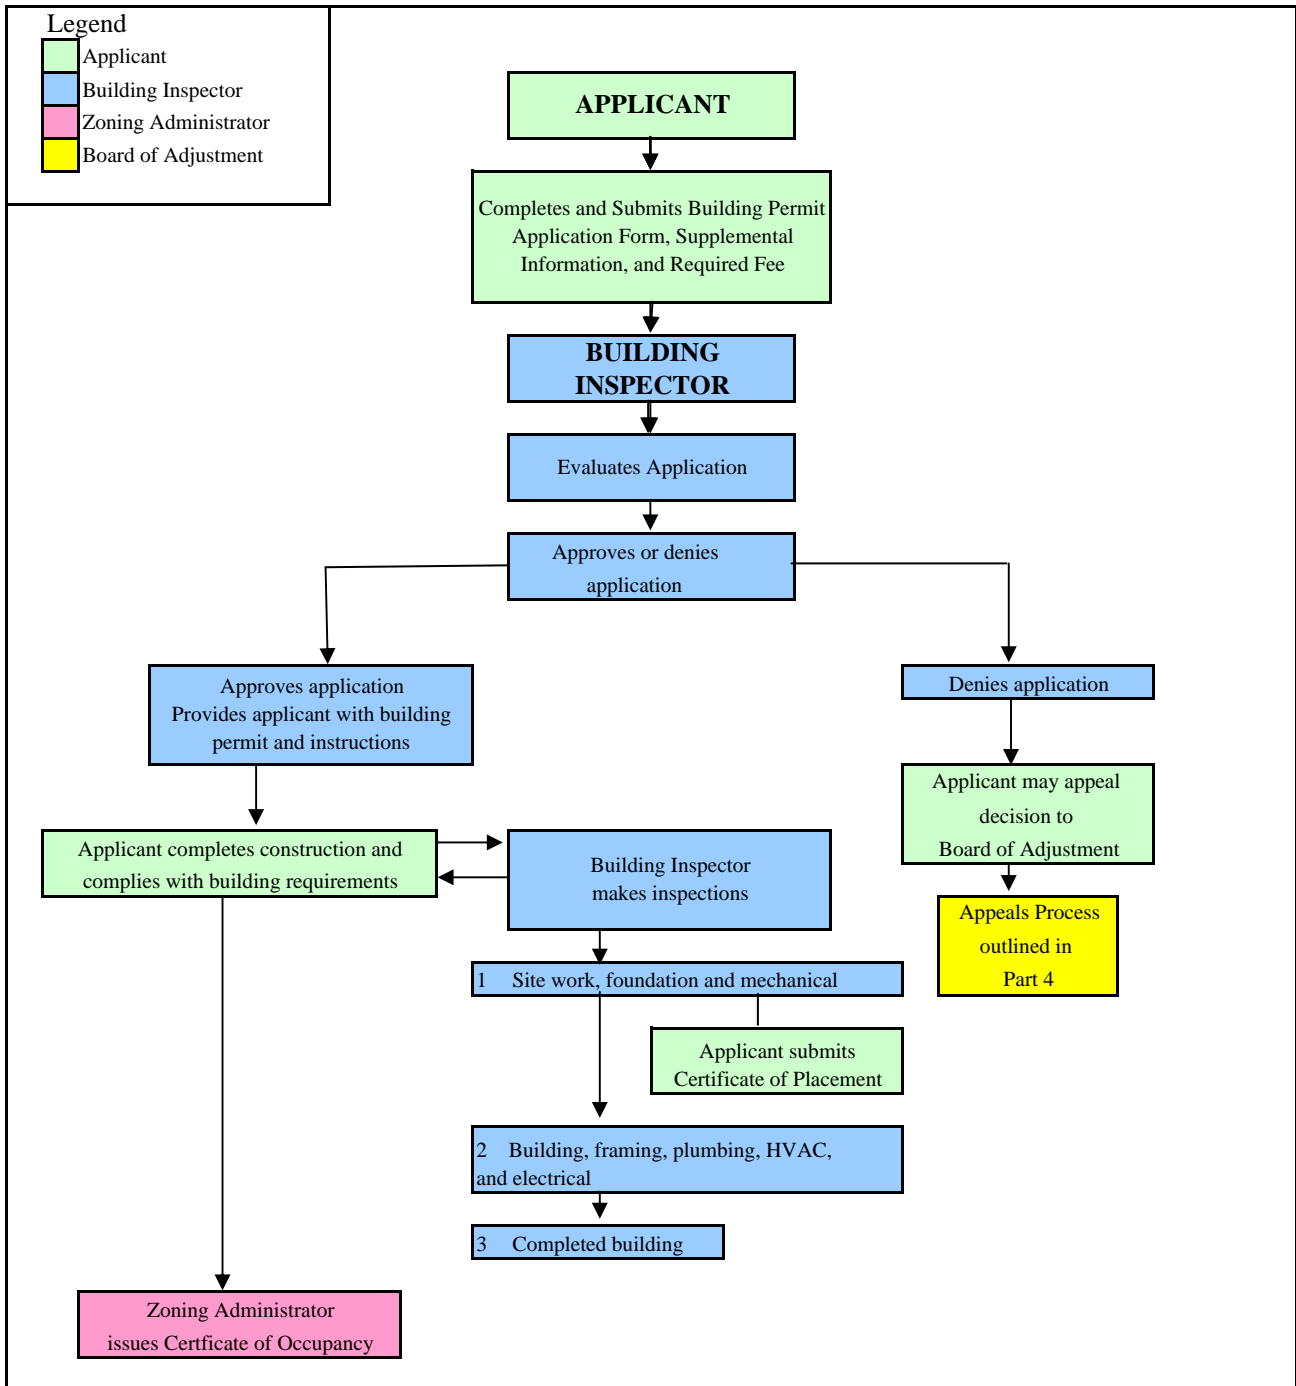 Legend
Applicant
Building Inspector
Zoning Administrator
Board of Adjustment
APPLICANT
Completes and Submits Building Permit
Application Form, Supplemental
Information, and Required Fee
BUILDING
INSPECTOR
Evaluates Application
Approves or denies
application
Approves application
Provides applicant with building
permit and instructions
Denies application
Applicant may appeal
decision to
Board of Adjustment
Applicant completes construction and
complies with building requirements
Building Inspector
makes inspections
Appeals Process
outlined in
Part 4
1 Site work, foundation and mechanical
Applicant submits
Certificate of Placement
2 Building, framing, plumbing, HVAC,
and electrical
3 Completed building
Zoning Administrator
issues Certficate of Occupancy